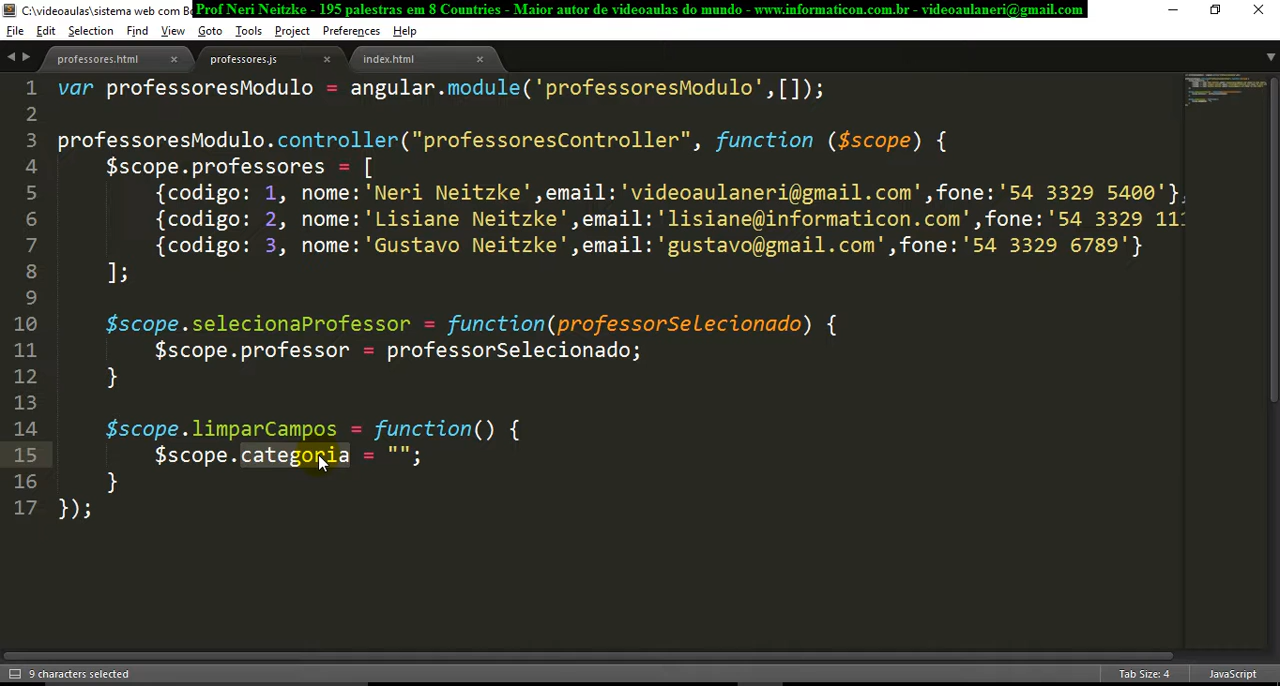 C:\videoaulas\sistema web com Bo
Prof Neri Neitzke - 195 palestras em 8 Countries - Maior autor de videoaulas do mundo - www.informaticon.com.br - videoaulaneri@gmail.com
File Edit Selection Find View Goto Tools Project Preferences Help
professores.html × professores.js × index.html ×
1 var professoresModulo = angular.module('professoresModulo',[]);
2
3 professoresModulo.controller("professoresController", function ($scope) {
4 $scope.professores = [
5 {codigo: 1, nome:'Neri Neitzke',email:'videoaulaneri@gmail.com',fone:'54 3329 5400'},
6 {codigo: 2, nome:'Lisiane Neitzke',email:'lisiane@informaticon.com',fone:'54 3329 111
7 {codigo: 3, nome:'Gustavo Neitzke',email:'gustavo@gmail.com',fone:'54 3329 6789'}
8 ];
9
10 $scope.selecionaProfessor = function(professorSelecionado) {
11 $scope.professor = professorSelecionado;
12 }
13
14 $scope.limparCampos = function() {
15 $scope.categoria = "";
16 }
17 });
9 characters selected Tab Size: 4 JavaScript